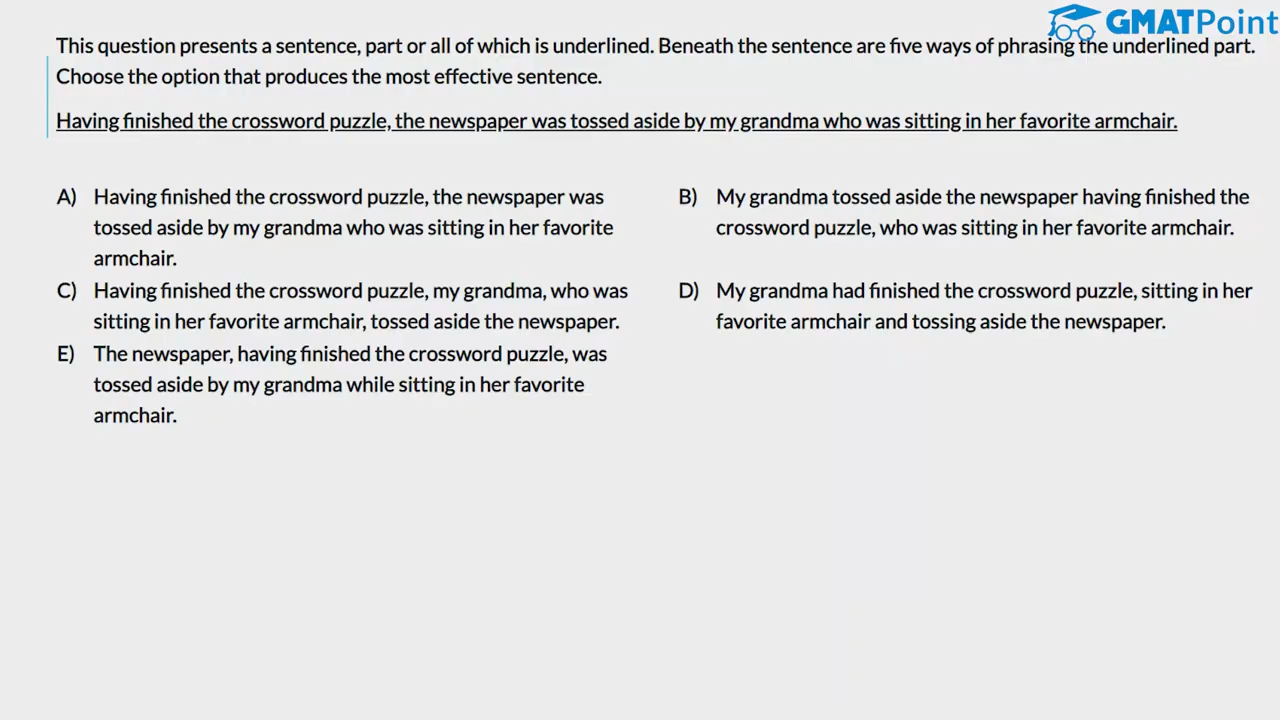 GMATPoint
This question presents a sentence, part or all of which is underlined. Beneath the sentence are five ways of phrasing the underlined part.
Choose the option that produces the most effective sentence.
Having finished the crossword puzzle, the newspaper was tossed aside by my grandma who was sitting in her favorite armchair.
A) Having finished the crossword puzzle, the newspaper was
tossed aside by my grandma who was sitting in her favorite
armchair.
B) My grandma tossed aside the newspaper having finished the
crossword puzzle, who was sitting in her favorite armchair.
C) Having finished the crossword puzzle, my grandma, who was
sitting in her favorite armchair, tossed aside the newspaper.
D) My grandma had finished the crossword puzzle, sitting in her
favorite armchair and tossing aside the newspaper.
E) The newspaper, having finished the crossword puzzle, was
tossed aside by my grandma while sitting in her favorite
armchair.